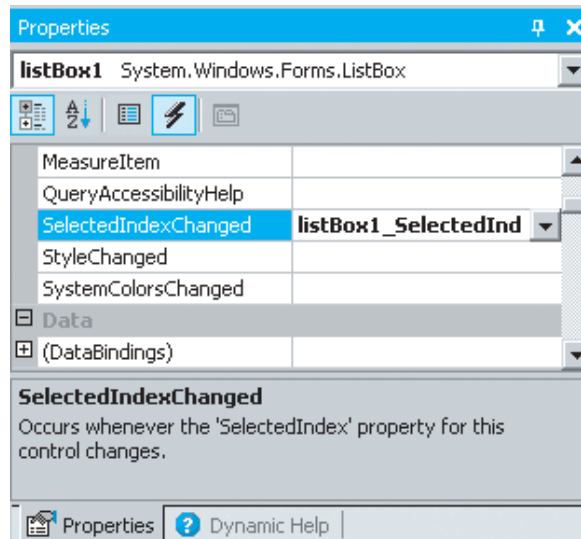 Properties
listBox1 System.Windows.Forms.ListBox
MeasureItem
QueryAccessibilityHelp
SelectedIndexChanged listBox1_SelectedInd
StyleChanged
SystemColorsChanged
Data
(DataBindings)
SelectedIndexChanged
Occurs whenever the 'SelectedIndex' property for this
control changes.
Properties Dynamic Help